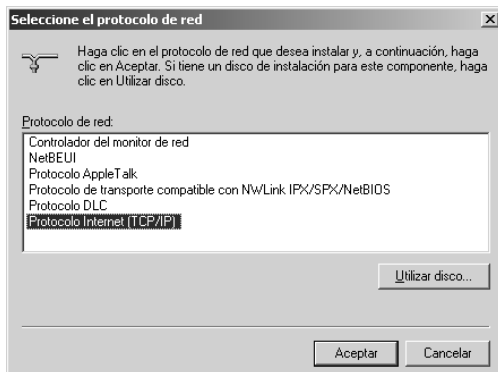 Seleccione el protocolo de red
Haga clic en el protocolo de red que desea instalar y, a continuación, haga
clic en Aceptar. Si tiene un disco de instalación para este componente, haga
clic en Utilizar disco.
Protocolo de red:
Controlador del monitor de red
NetBEUI
Protocolo AppleTalk
Protocolo de transporte compatible con NWLink IPX/SPX/NetBIOS
Protocolo DLC
Protocolo Internet (TCP/IP)
Utilizar disco...
Aceptar
Cancelar